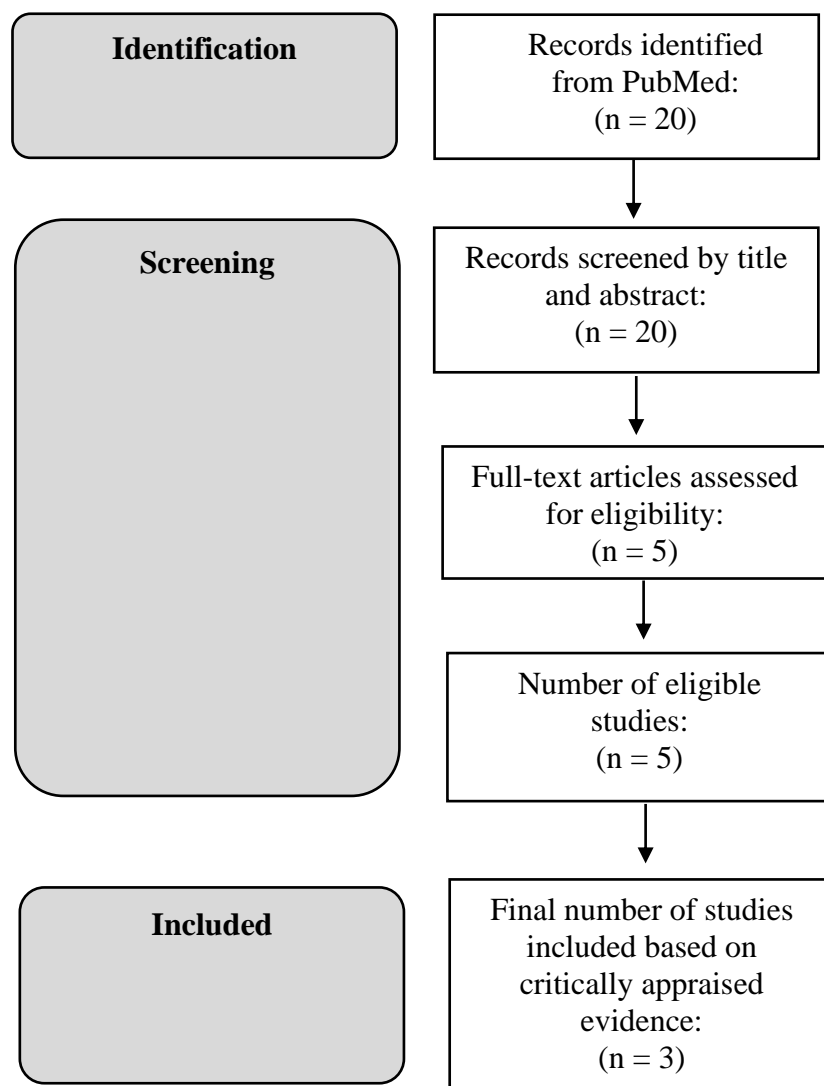 Identification
Records identified
from PubMed:
(n = 20)
Screening
Records screened by title
and abstract:
(n = 20)
Full-text articles assessed
for eligibility:
(n = 5)
Number of eligible
studies:
(n = 5)
Included
Final number of studies
included based on
critically appraised
evidence:
(n = 3)